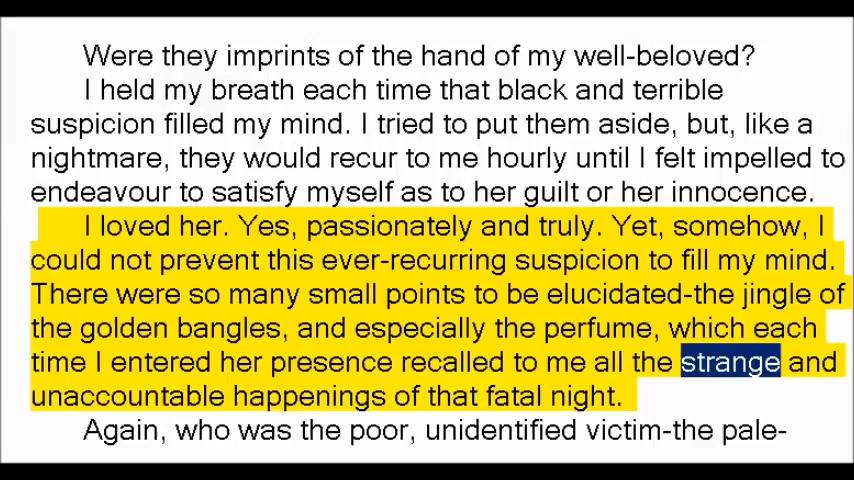 Were they imprints of the hand of my well-beloved?
I held my breath each time that black and terrible
suspicion filled my mind. I tried to put them aside, but, like a
nightmare, they would recur to me hourly until I felt impelled to
endeavour to satisfy myself as to her guilt or her innocence.
I loved her. Yes, passionately and truly. Yet, somehow, I
could not prevent this ever-recurring suspicion to fill my mind.
There were so many small points to be elucidated-the jingle of
the golden bangles, and especially the perfume, which each
time I entered her presence recalled to me all the strange and
unaccountable happenings of that fatal night.
Again, who was the poor, unidentified victim-the pale-